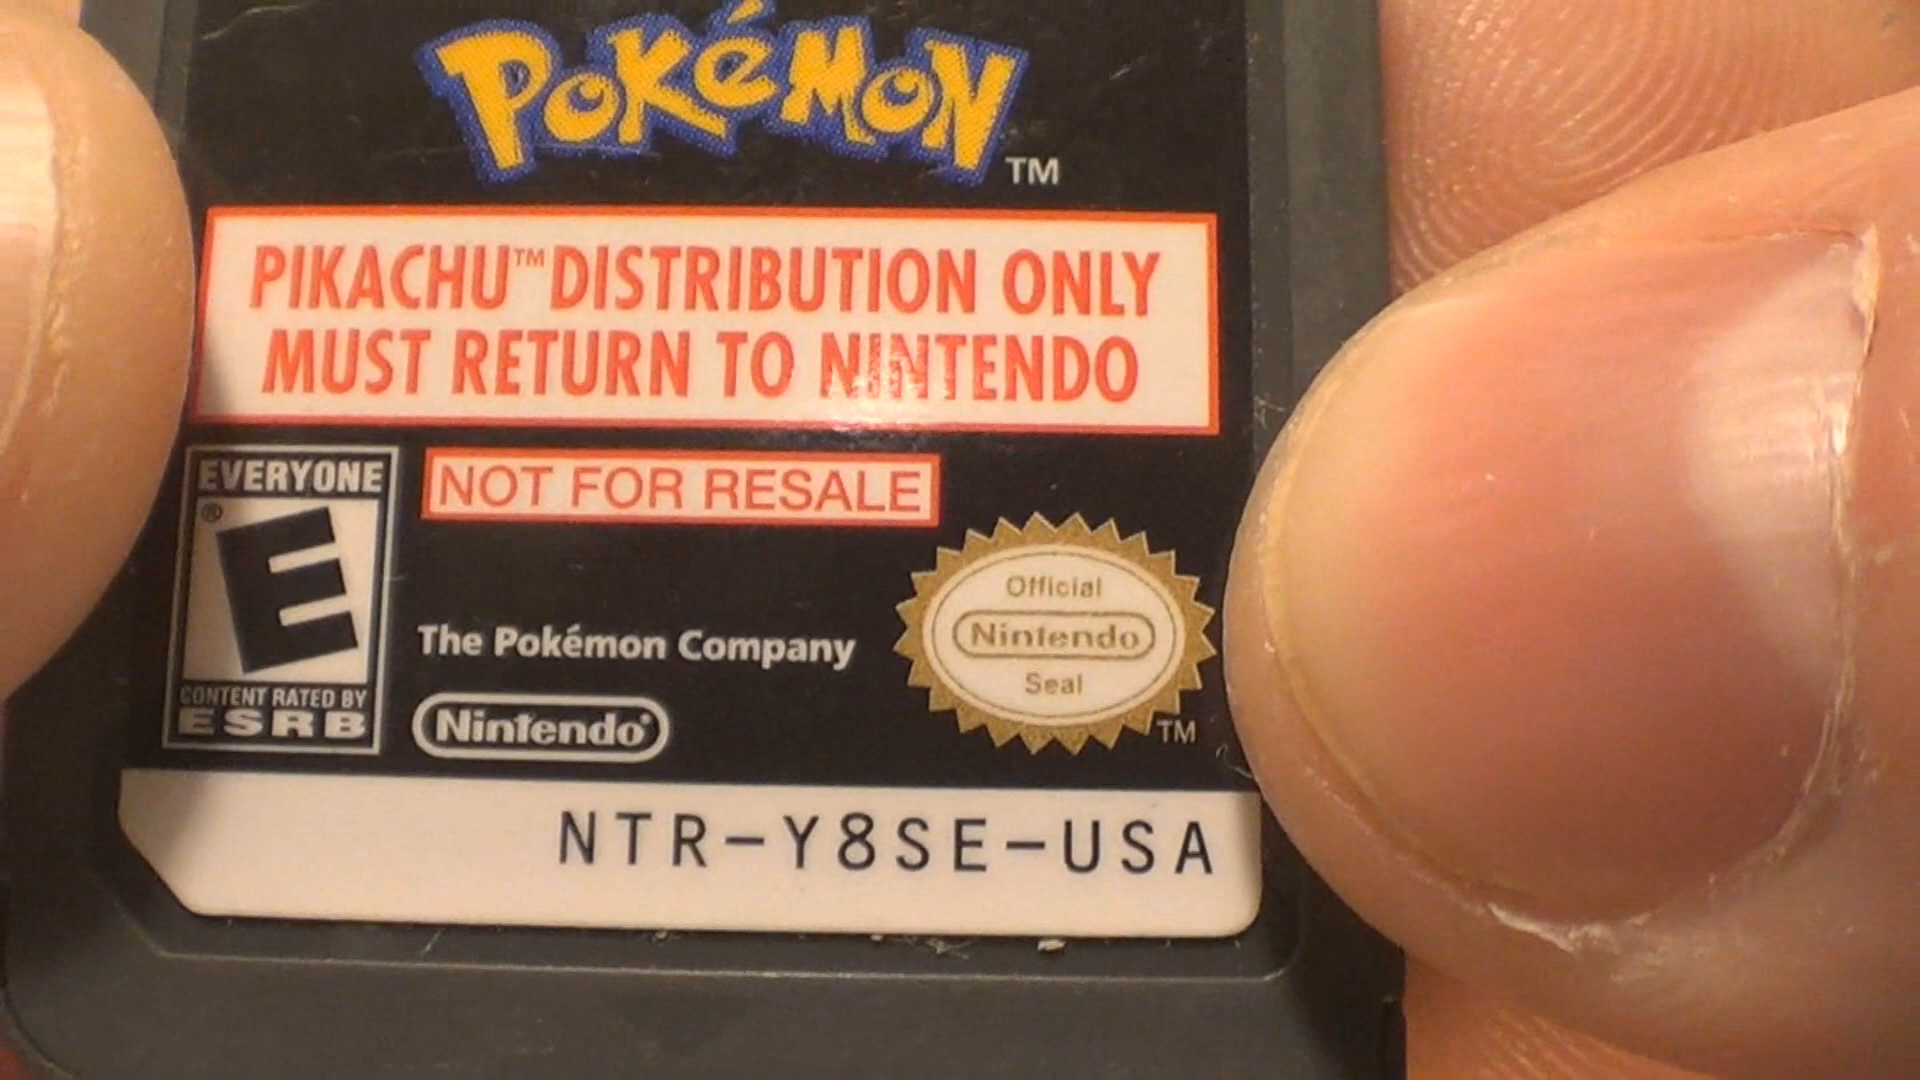 POKéMON TM
PIKACHU™ DISTRIBUTION ONLY
MUST RETURN TO NINTENDO
EVERYONE
NOT FOR RESALE
®
E
CONTENT RATED BY
ESRB
The Pokémon Company
Nintendo®
Official
Nintendo
Seal
TM
NTR-Y8SE-USA